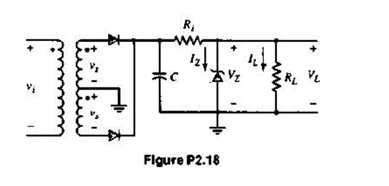 R_i
+ + + +
v_i v_s C I_Z V_Z I_L R_L V_L
− − − −
+
v_s
−
Figure P2.18